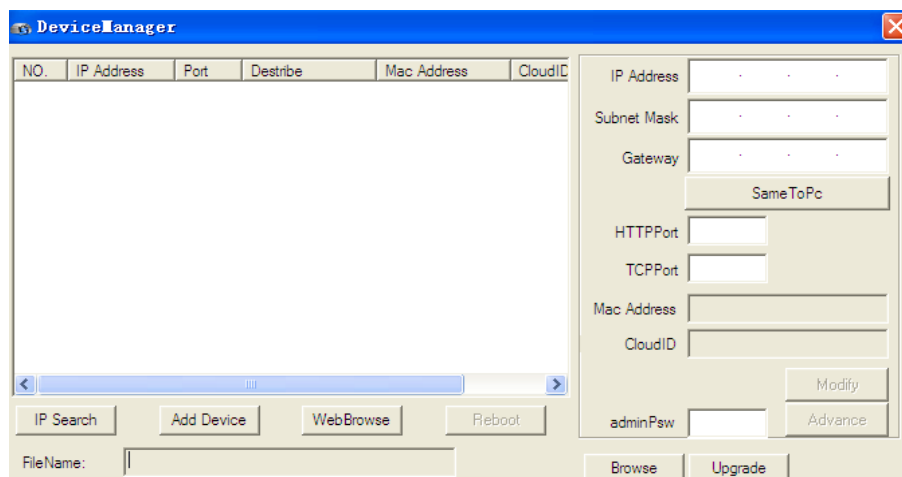 DeviceManager
NO. IP Address Port Destribe Mac Address CloudID
IP Address
Subnet Mask
Gateway
SameToPc
HTTPPort
TCPPort
Mac Address
CloudID
Modify
IP Search Add Device WebBrowse Reboot
adminPsw Advance
FileName:
Browse Upgrade